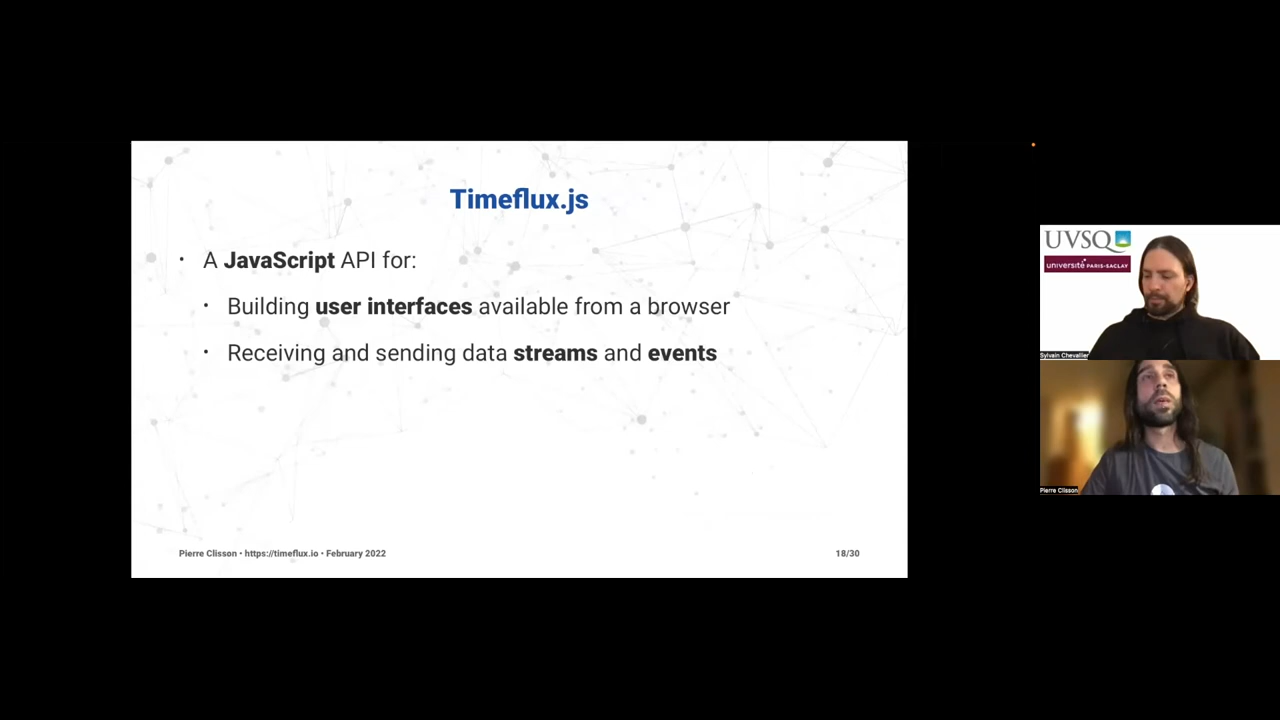 Timeflux.js
• A JavaScript API for:
• Building user interfaces available from a browser
• Receiving and sending data streams and events
Pierre Clisson • https://timeflux.io • February 2022
18/30
UVSQ
université PARIS-SACLAY
Sylvain Chevallier
Pierre Clisson